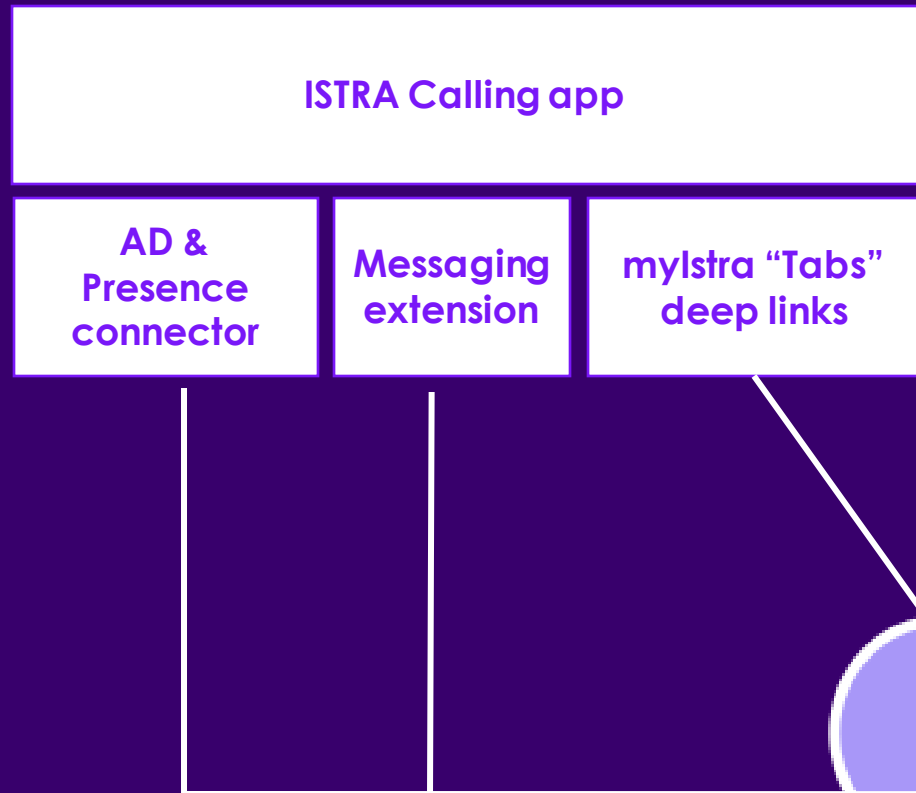 ISTRA Calling app
AD &
Presence
connector
Messaging
extension
myIstra “Tabs”
deep links